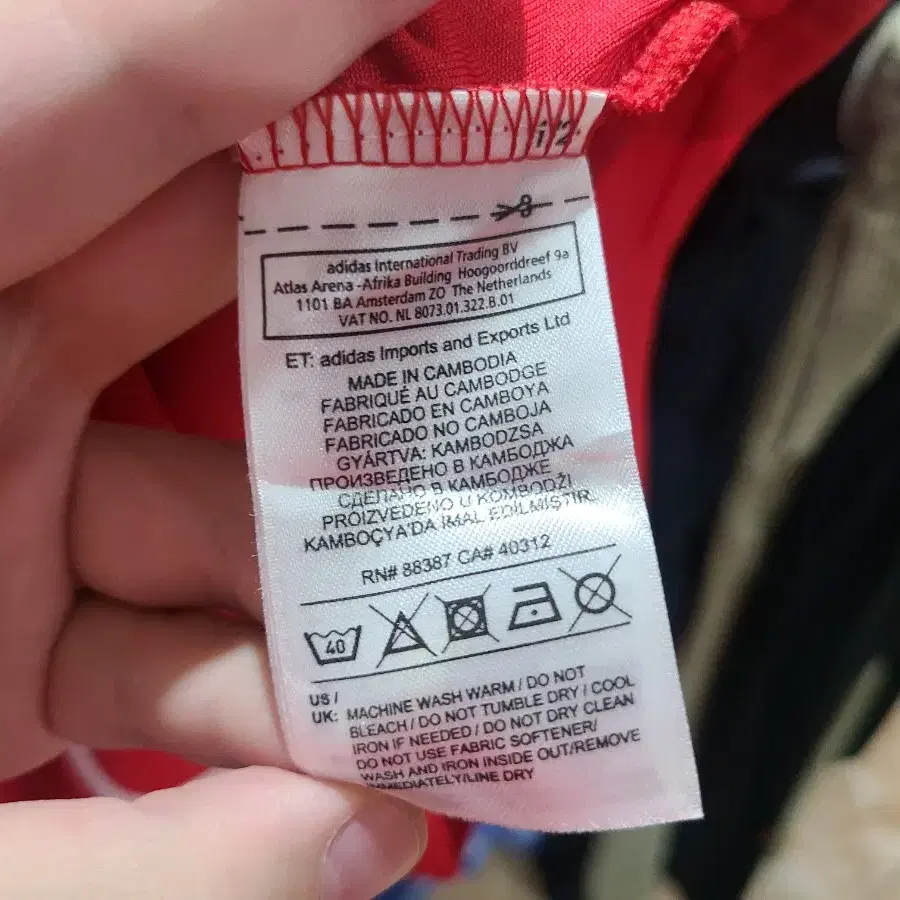 1/2
adidas International Trading BV
Atlas Arena -Afrika Building Hoogoorddreef 9a
1101 BA Amsterdam ZO The Netherlands
VAT NO. NL 8073.01.322.B.01
ET: adidas Imports and Exports Ltd
MADE IN CAMBODIA
FABRIQUÉ AU CAMBODGE
FABRICADO EN CAMBOYA
FABRICADO NO CAMBOJA
GYÁRTVA: KAMBODZSA
ПРОИЗВЕДЕНО В КАМБОДЖА
СДЕЛАНО В КАМБОДЖЕ
PROIZVEDENO U KOMBODŽI
KAMBOÇYA'DA İMAL EDİLMİŞTİR.
RN# 88387 CA# 40312
40
US /
UK: MACHINE WASH WARM / DO NOT
BLEACH / DO NOT TUMBLE DRY / COOL
IRON IF NEEDED / DO NOT DRY CLEAN
DO NOT USE FABRIC SOFTENER/
WASH AND IRON INSIDE OUT/REMOVE
IMMEDIATELY/LINE DRY